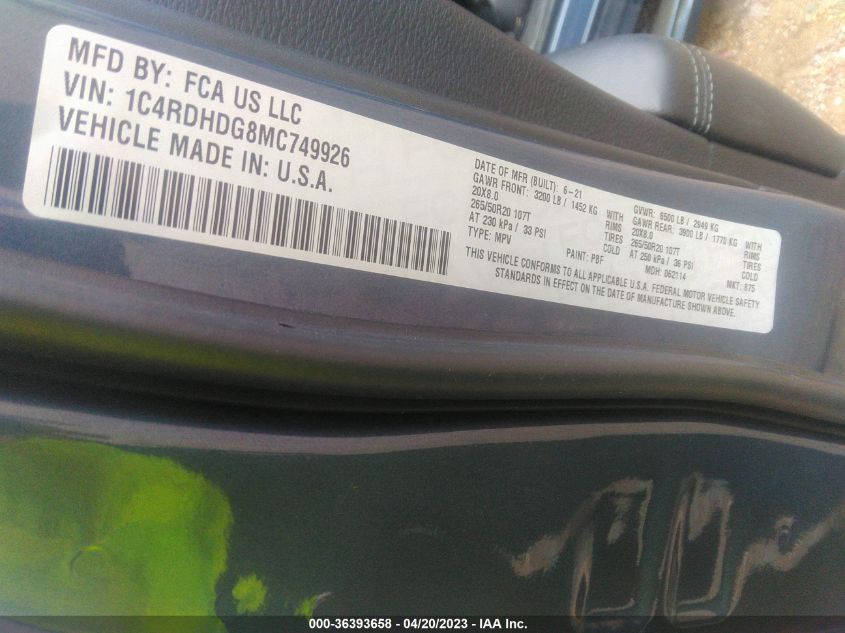 MFD BY: FCA US LLC
VIN: 1C4RDHDG8MC749926
VEHICLE MADE IN: U.S.A.
DATE OF MFR (BUILT): 6-21 GVWR: 6500 LB / 2949 KG
GAWR FRONT: 3200 LB / 1452 KG WITH GAWR REAR: 3900 LB / 1770 KG WITH
20X8.0 RIMS 20X8.0 RIMS
265/50R20 107T TIRES 265/50R20 107T TIRES
AT 230 kPa / 33 PSI COLD AT 250 kPa / 36 PSI COLD
TYPE: MPV PAINT: PBF MDH: 062114 MKT: 875
THIS VEHICLE CONFORMS TO ALL APPLICABLE U.S.A. FEDERAL MOTOR VEHICLE SAFETY
STANDARDS IN EFFECT ON THE DATE OF MANUFACTURE SHOWN ABOVE.
000-36393658 - 04/20/2023 - IAA Inc.